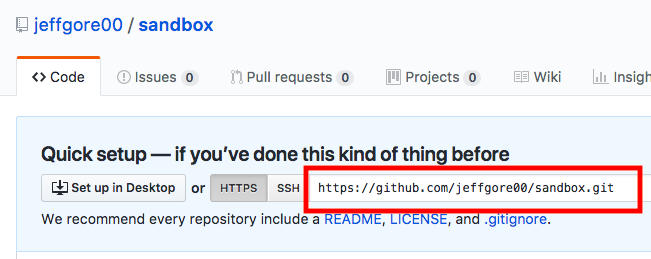 jeffgore00 / sandbox
<> Code Issues 0 Pull requests 0 Projects 0 Wiki Insigh
Quick setup — if you've done this kind of thing before
Set up in Desktop or HTTPS SSH https://github.com/jeffgore00/sandbox.git
We recommend every repository include a README, LICENSE, and .gitignore.